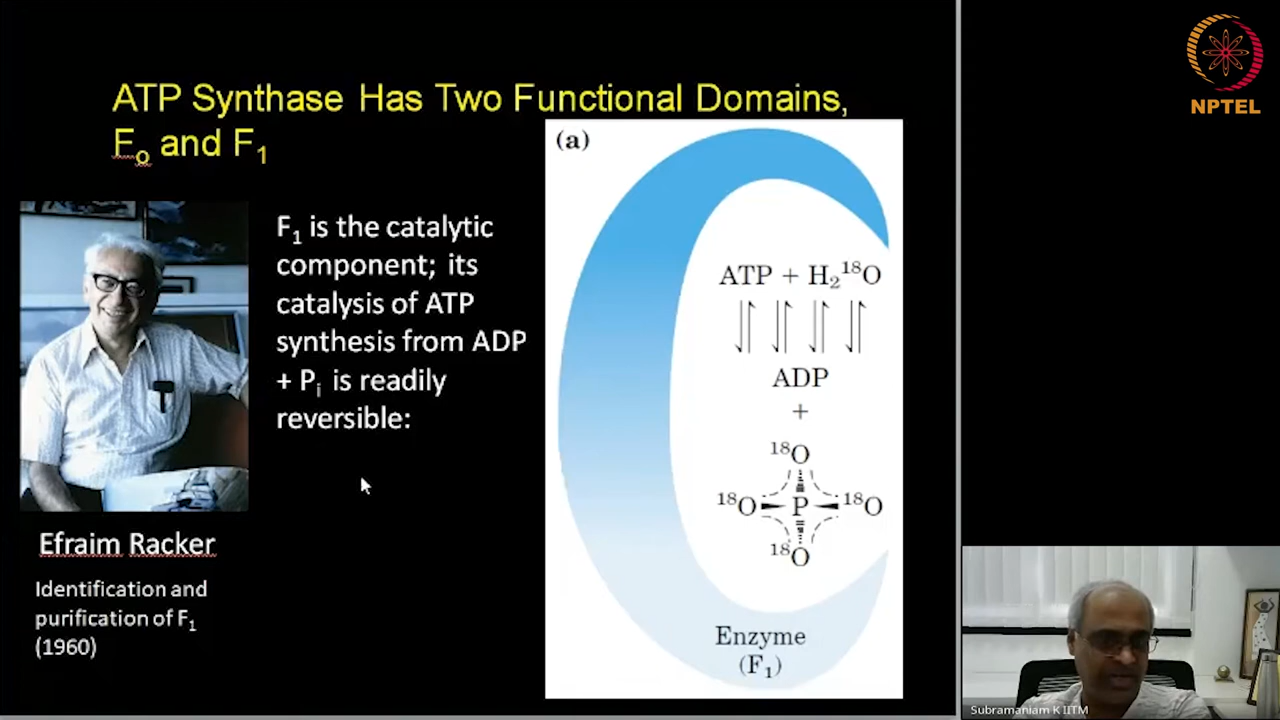 NPTEL
ATP Synthase Has Two Functional Domains,
Fₒ and F₁
(a)
F₁ is the catalytic
component; its
catalysis of ATP
synthesis from ADP
+ Pᵢ is readily
reversible:
ATP + H₂¹⁸O
ADP
+
¹⁸O
¹⁸O P ¹⁸O
¹⁸O
Enzyme
(F₁)
Efraim Racker
Identification and
purification of F₁
(1960)
Subramaniam K IITM